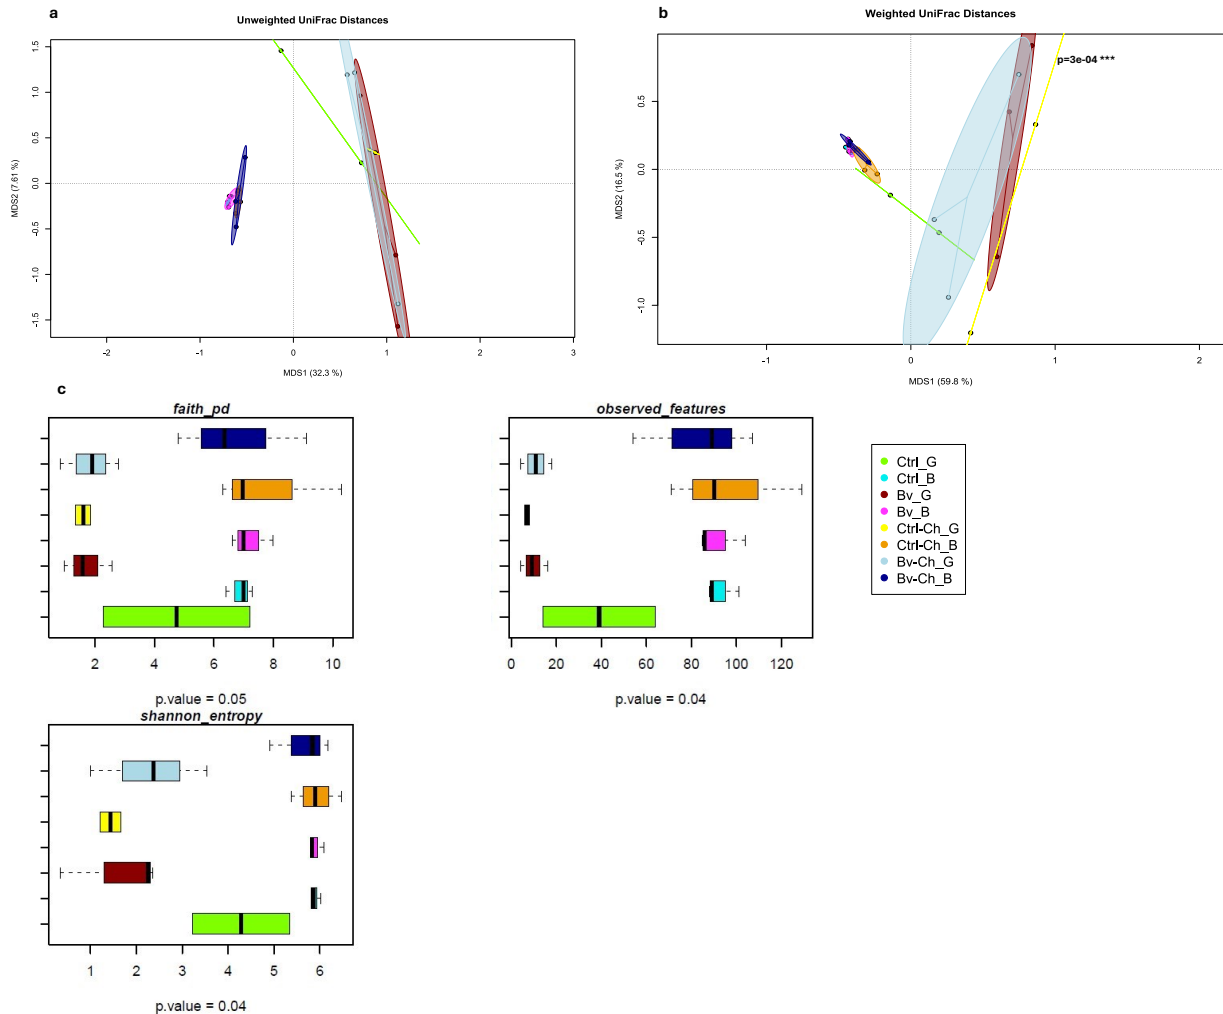 a
Unweighted UniFrac Distances
1.5
1.0
0.5
0.0
-0.5
-1.0
-1.5
MDS2 (7.61 %)
-2
-1
0
1
2
3
MDS1 (32.3 %)
b
Weighted UniFrac Distances
p=3e-04 ***
0.5
0.0
-0.5
-1.0
MDS2 (16.5 %)
-1
0
1
2
MDS1 (59.8 %)
c
faith_pd
2 4 6 8 10
p.value = 0.05
observed_features
0 20 40 60 80 100 120
p.value = 0.04
Ctrl_G
Ctrl_B
Bv_G
Bv_B
Ctrl-Ch_G
Ctrl-Ch_B
Bv-Ch_G
Bv-Ch_B
shannon_entropy
1 2 3 4 5 6
p.value = 0.04